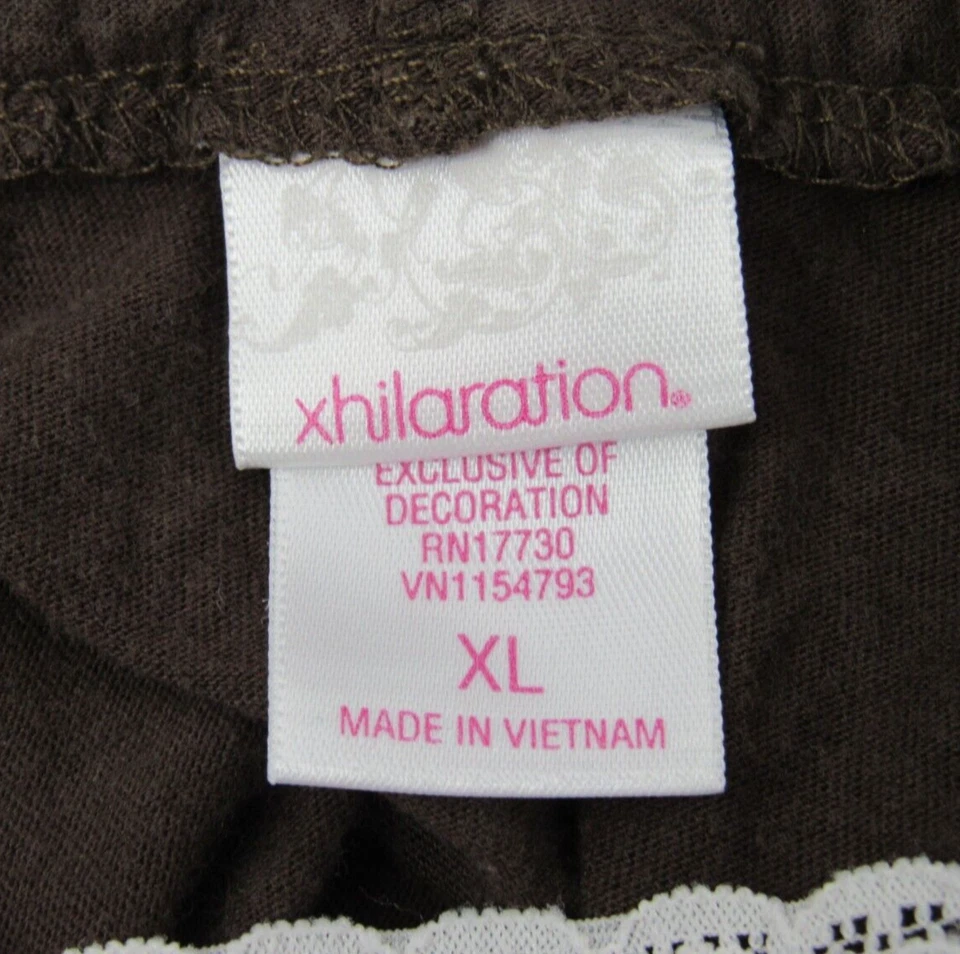 xhilaration®
EXCLUSIVE OF
DECORATION
RN17730
VN1154793
XL
MADE IN VIETNAM